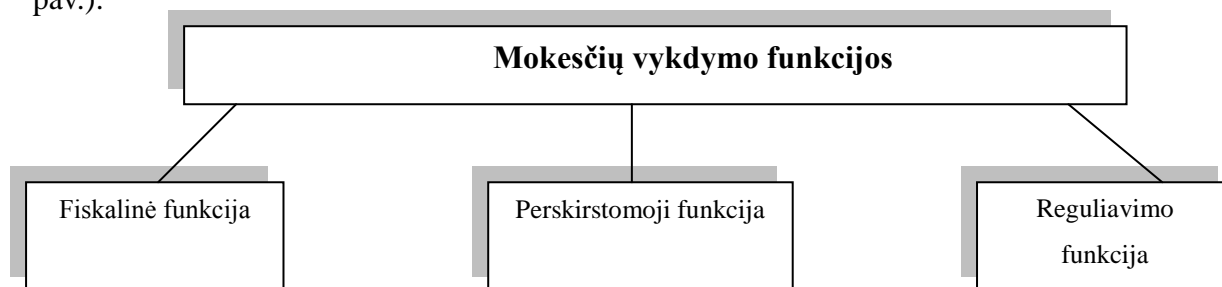 pav.).
Mokesčių vykdymo funkcijos
Fiskalinė funkcija
Perskirstomoji funkcija
Reguliavimo
funkcija